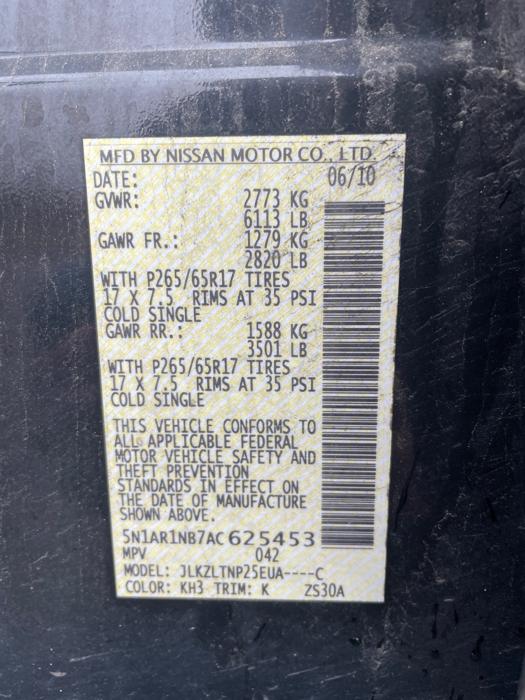 MFD BY NISSAN MOTOR CO., LTD.
DATE: 06/10
GVWR: 2773 KG
6113 LB
GAWR FR.: 1279 KG
2820 LB
WITH P265/65R17 TIRES
17 X 7.5 RIMS AT 35 PSI
COLD SINGLE
GAWR RR.: 1588 KG
3501 LB
WITH P265/65R17 TIRES
17 X 7.5 RIMS AT 35 PSI
COLD SINGLE
THIS VEHICLE CONFORMS TO
ALL APPLICABLE FEDERAL
MOTOR VEHICLE SAFETY AND
THEFT PREVENTION
STANDARDS IN EFFECT ON
THE DATE OF MANUFACTURE
SHOWN ABOVE.
5N1AR1NB7AC625453
MPV 042
MODEL: JLKZLTNP25EUA----C
COLOR: KH3 TRIM: K ZS30A